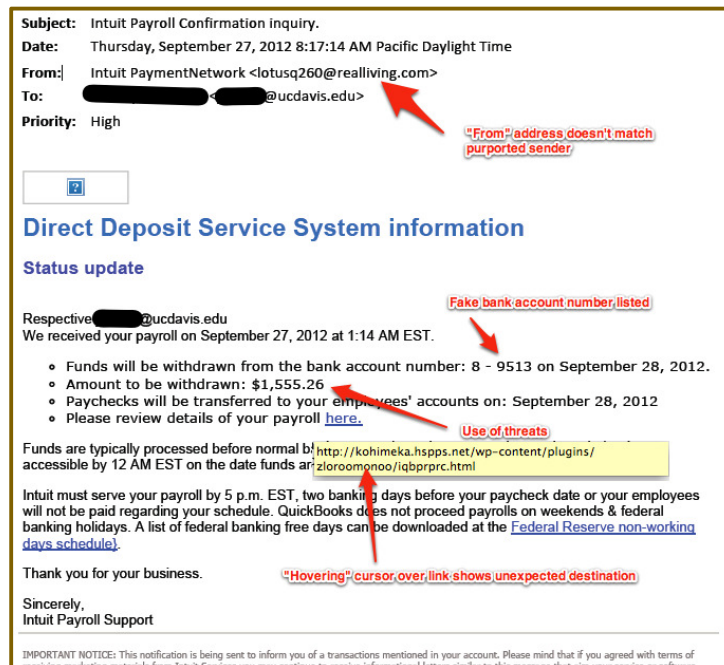 Subject: Intuit Payroll Confirmation inquiry.
Date: Thursday, September 27, 2012 8:17:14 AM Pacific Daylight Time
From: Intuit PaymentNetwork <lotusq260@realliving.com>
To: < @ucdavis.edu>
Priority: High
"From" address doesn't match
purported sender
?
Direct Deposit Service System information
Status update
Fake bank account number listed
Respective @ucdavis.edu
We received your payroll on September 27, 2012 at 1:14 AM EST.
Funds will be withdrawn from the bank account number: 8 - 9513 on September 28, 2012.
Amount to be withdrawn: $1,555.26
Paychecks will be transferred to your employees' accounts on: September 28, 2012
Please review details of your payroll here.
Use of threats
Funds are typically processed before normal
http://kohimeka.hspps.net/wp-content/plugins/
zloroomonoo/iqbprprc.html
accessible by 12 AM EST on the date funds
Intuit must serve your payroll by 5 p.m. EST, two banking days before your paycheck date or your employees
will not be paid regarding your schedule. QuickBooks does not proceed payrolls on weekends & federal
banking holidays. A list of federal banking free days can be downloaded at the Federal Reserve non-working
days schedule}.
Thank you for your business.
"Hovering" cursor over link shows unexpected destination
Sincerely,
Intuit Payroll Support
IMPORTANT NOTICE: This notification is being sent to inform you of a transactions mentioned in your account. Please mind that if you agreed with terms of